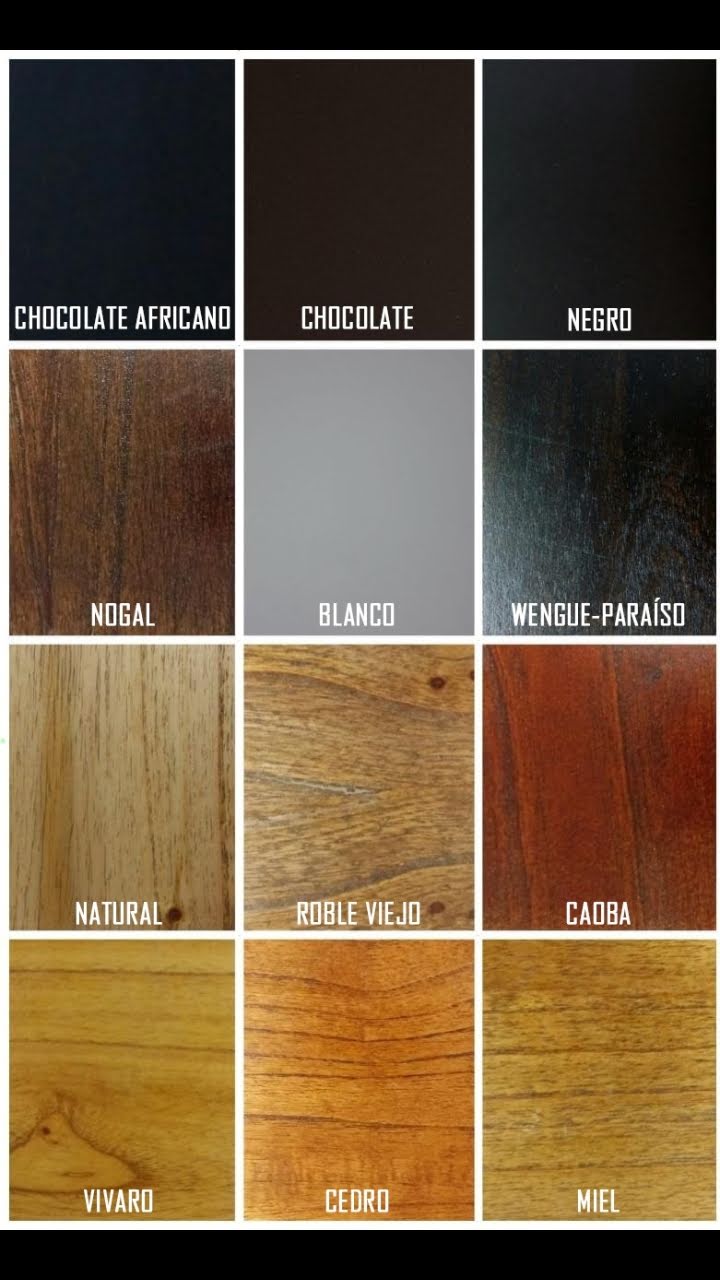 CHOCOLATE AFRICANO
CHOCOLATE
NEGRO
NOGAL
BLANCO
WENGUE-PARAÍSO
NATURAL
ROBLE VIEJO
CAOBA
VIVARO
CEDRO
MIEL